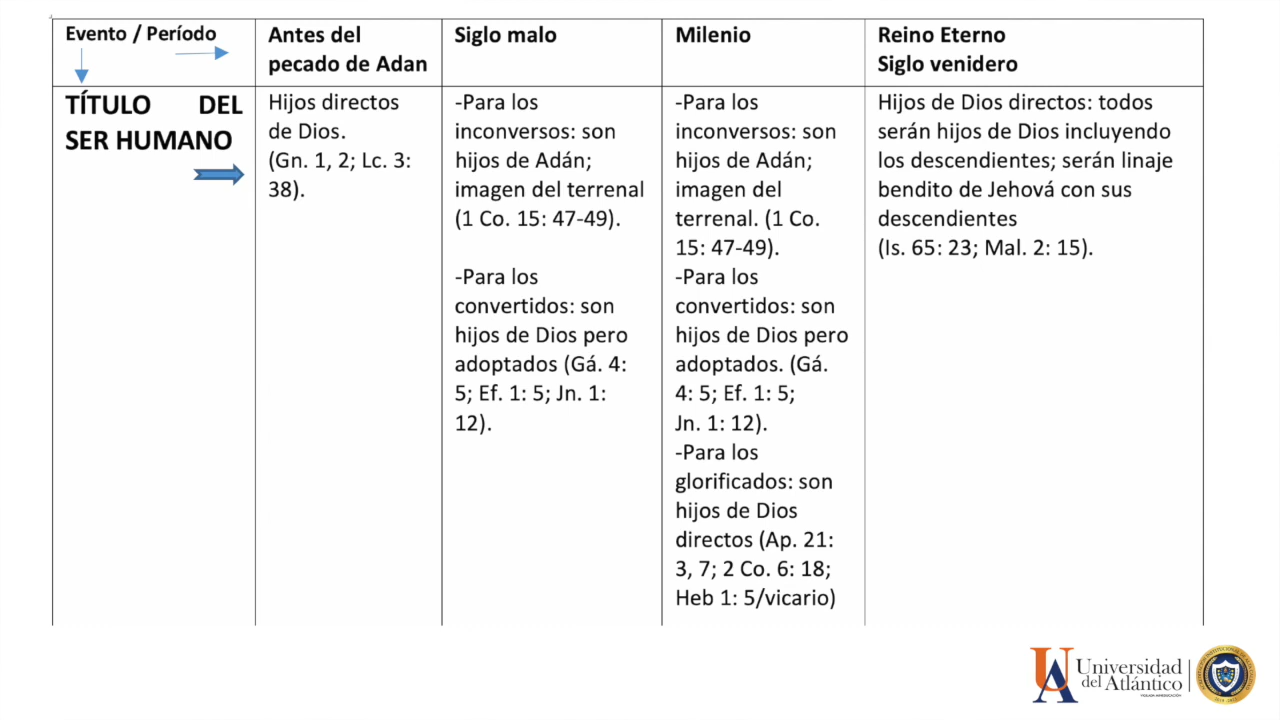 Evento / Período
Antes del
pecado de Adan
Siglo malo
Milenio
Reino Eterno
Siglo venidero
TÍTULO DEL
SER HUMANO
Hijos directos
de Dios.
(Gn. 1, 2; Lc. 3:
38).
-Para los
inconversos: son
hijos de Adán;
imagen del terrenal
(1 Co. 15: 47-49).
-Para los
convertidos: son
hijos de Dios pero
adoptados (Gá. 4:
5; Ef. 1: 5; Jn. 1:
12).
-Para los
inconversos: son
hijos de Adán;
imagen del
terrenal. (1 Co.
15: 47-49).
-Para los
convertidos: son
hijos de Dios pero
adoptados. (Gá.
4: 5; Ef. 1: 5;
Jn. 1: 12).
-Para los
glorificados: son
hijos de Dios
directos (Ap. 21:
3, 7; 2 Co. 6: 18;
Heb 1: 5/vicario)
Hijos de Dios directos: todos
serán hijos de Dios incluyendo
los descendientes; serán linaje
bendito de Jehová con sus
descendientes
(Is. 65: 23; Mal. 2: 15).
UA
Universidad
del Atlántico